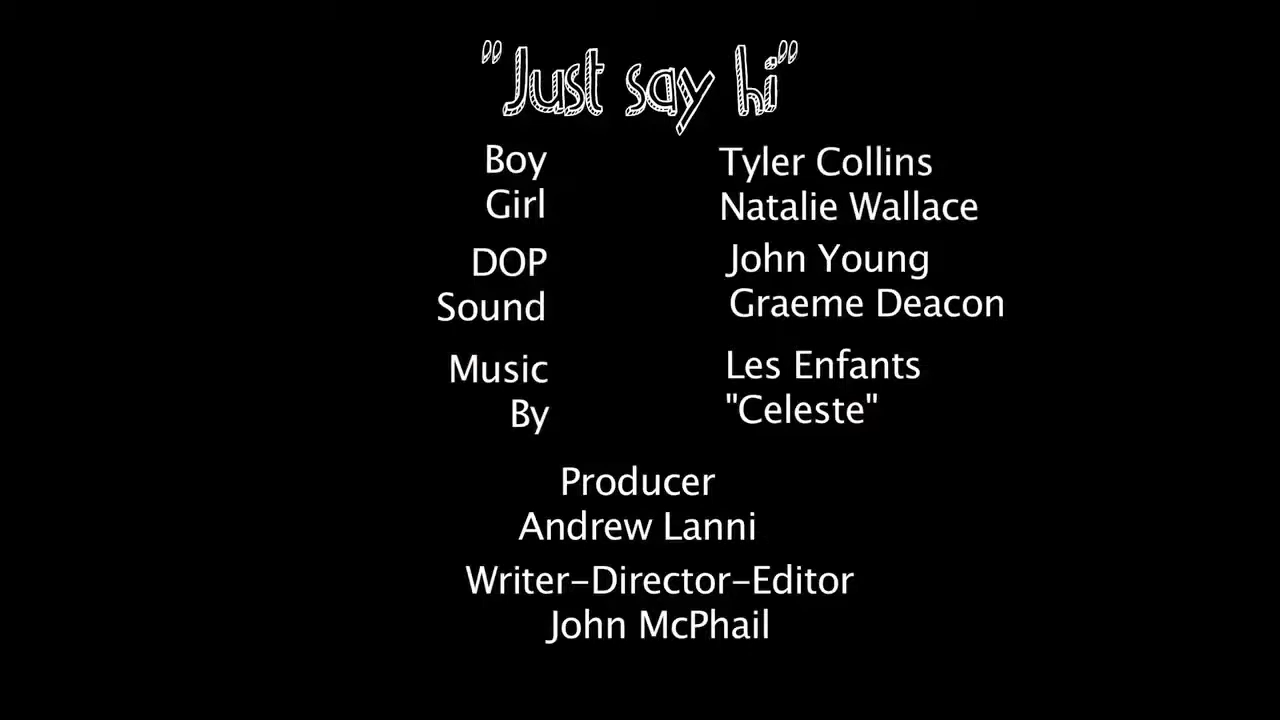 "Just say hi"
Boy Tyler Collins
Girl Natalie Wallace
DOP John Young
Sound Graeme Deacon
Music Les Enfants
By "Celeste"
Producer
Andrew Lanni
Writer-Director-Editor
John McPhail